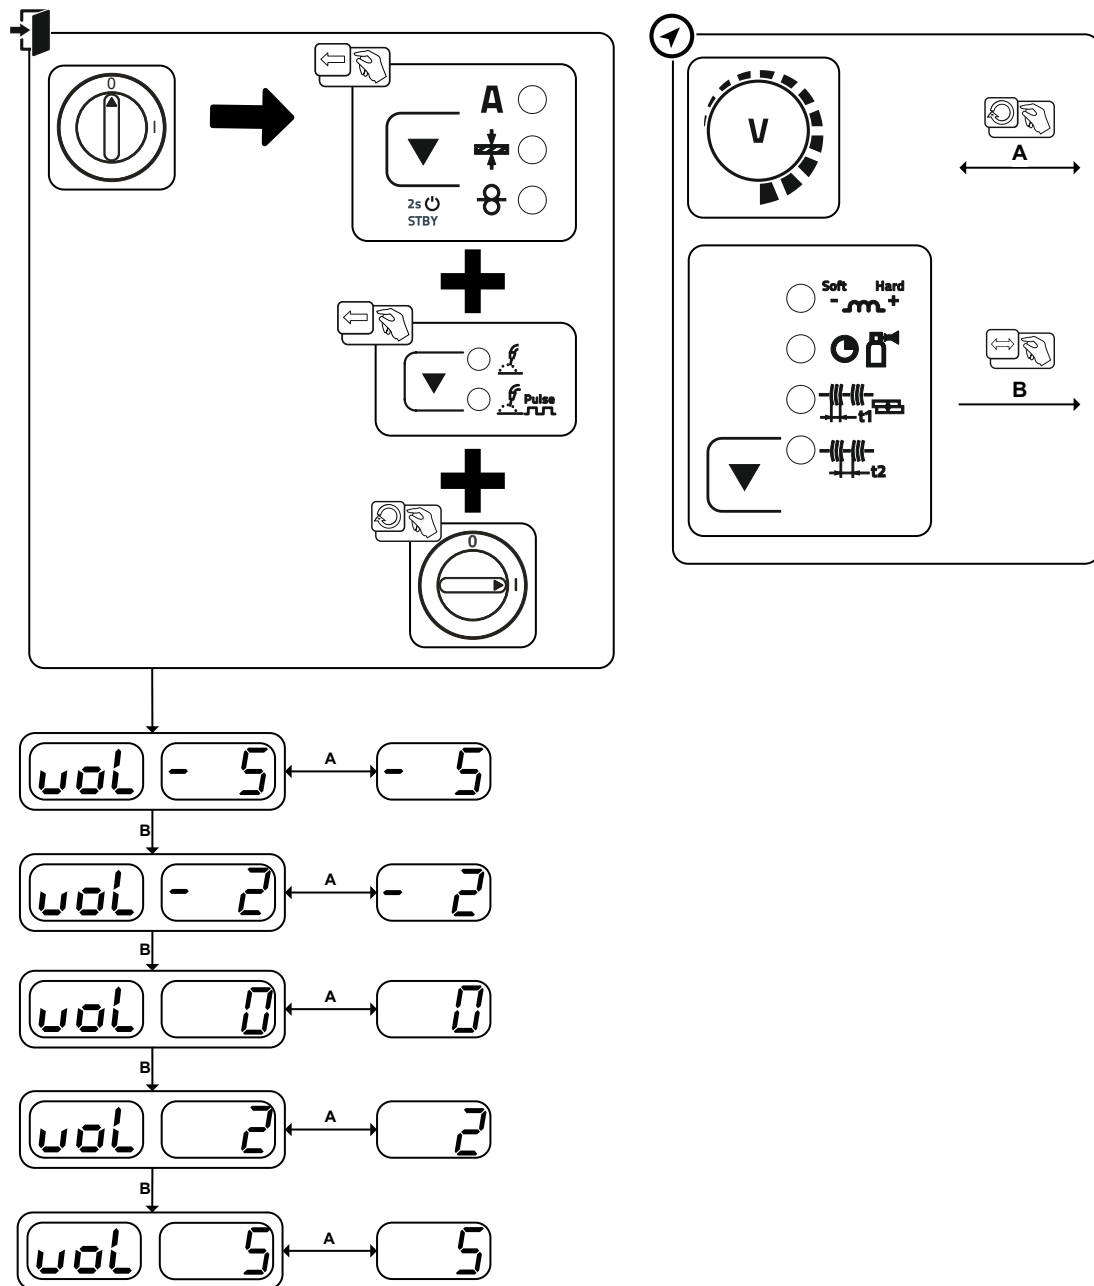 0
I
A
2s
STBY
Pulse
0
I
V
A
Soft Hard
- +
t1
t2
B
voL - 5 A - 5
B
voL - 2 A - 2
B
voL 0 A 0
B
voL 2 A 2
B
voL 5 A 5